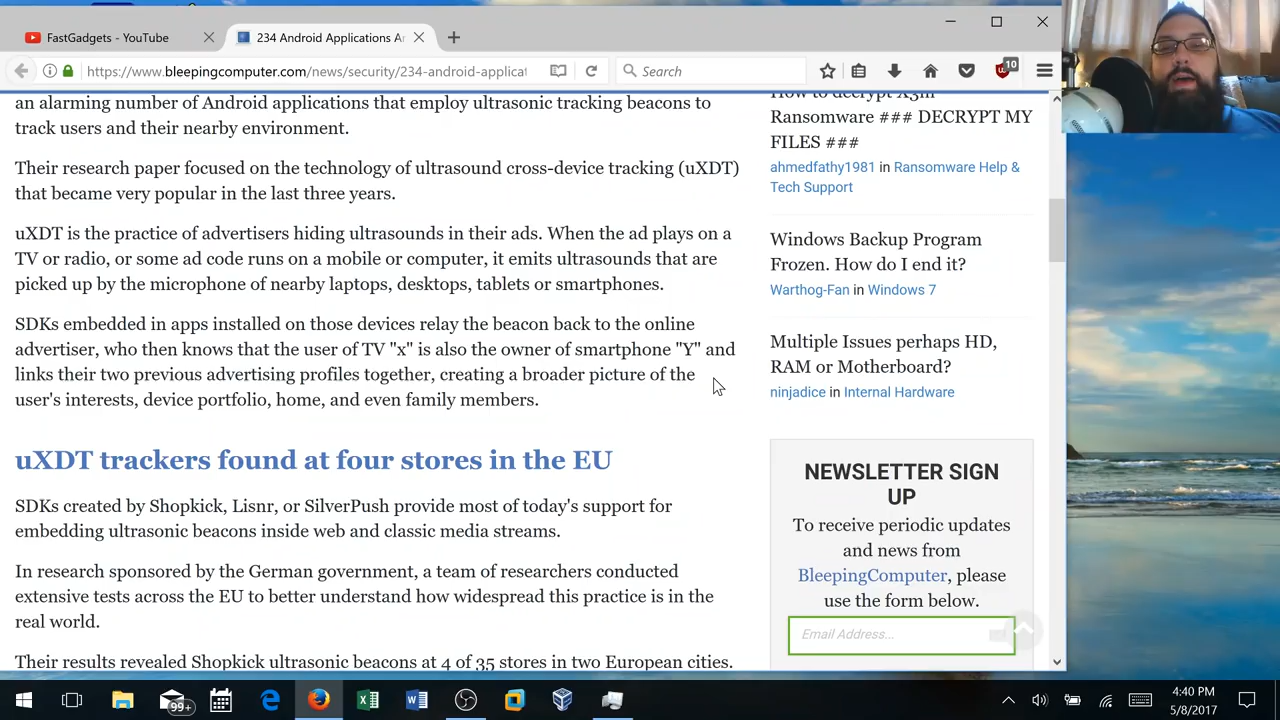 FastGadgets - YouTube
234 Android Applications A
https://www.bleepingcomputer.com/news/security/234-android-applicat
Search
10
an alarming number of Android applications that employ ultrasonic tracking beacons to
track users and their nearby environment.
Their research paper focused on the technology of ultrasound cross-device tracking (uXDT)
that became very popular in the last three years.
uXDT is the practice of advertisers hiding ultrasounds in their ads. When the ad plays on a
TV or radio, or some ad code runs on a mobile or computer, it emits ultrasounds that are
picked up by the microphone of nearby laptops, desktops, tablets or smartphones.
SDKs embedded in apps installed on those devices relay the beacon back to the online
advertiser, who then knows that the user of TV "x" is also the owner of smartphone "Y" and
links their two previous advertising profiles together, creating a broader picture of the
user's interests, device portfolio, home, and even family members.
uXDT trackers found at four stores in the EU
SDKs created by Shopkick, Lisnr, or SilverPush provide most of today's support for
embedding ultrasonic beacons inside web and classic media streams.
In research sponsored by the German government, a team of researchers conducted
extensive tests across the EU to better understand how widespread this practice is in the
real world.
Their results revealed Shopkick ultrasonic beacons at 4 of 35 stores in two European cities.
How to decrypt X3m
Ransomware ### DECRYPT MY
FILES ###
ahmedfathy1981 in Ransomware Help &
Tech Support
Windows Backup Program
Frozen. How do I end it?
Warthog-Fan in Windows 7
Multiple Issues perhaps HD,
RAM or Motherboard?
ninjadice in Internal Hardware
NEWSLETTER SIGN
UP
To receive periodic updates
and news from
BleepingComputer, please
use the form below.
Email Address...
99+
4:40 PM
5/8/2017